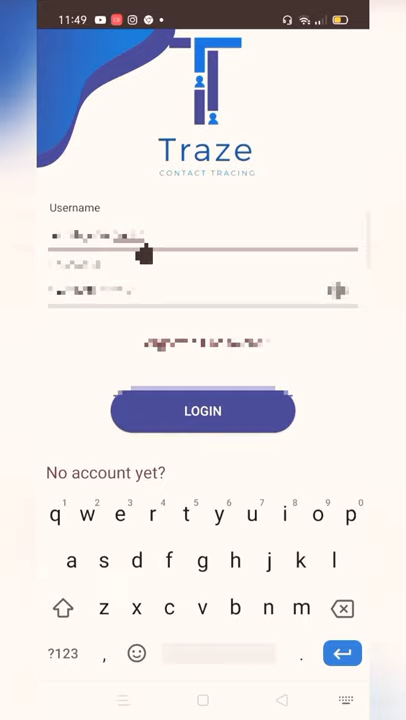 11:49
Traze
CONTACT TRACING
Username
LOGIN
No account yet?
1 2 3 4 5 6 7 8 9 0
q w e r t y u i o p
a s d f g h j k l
z x c v b n m
?123 , .